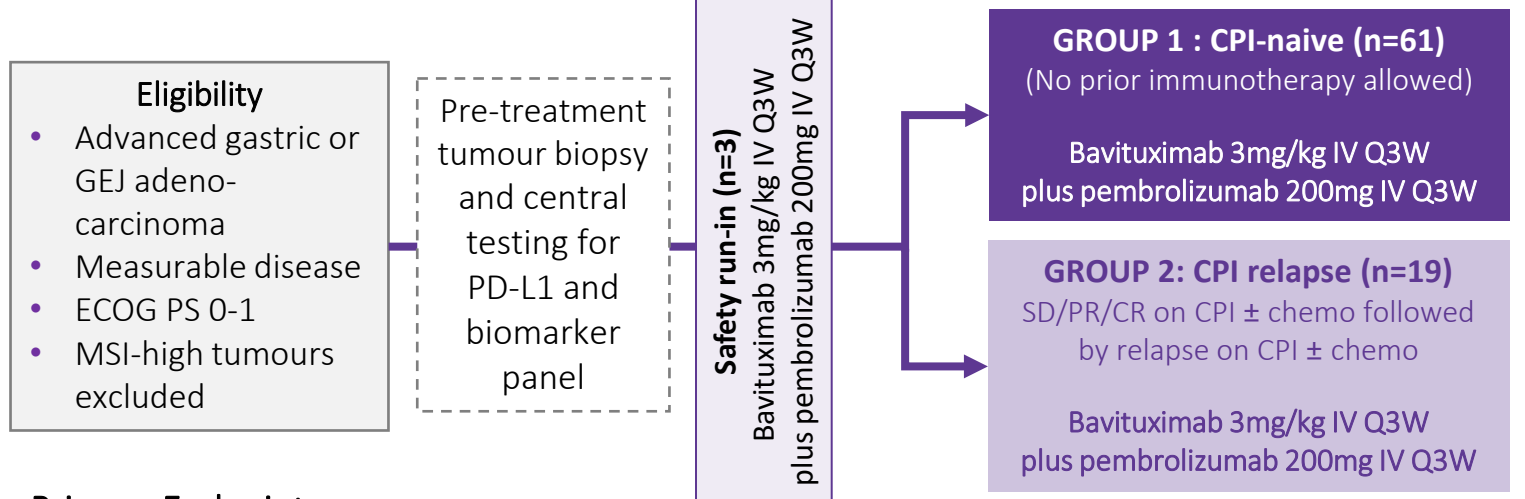 Eligibility
• Advanced gastric or
GEJ adeno-
carcinoma
• Measurable disease
• ECOG PS 0-1
• MSI-high tumours
excluded
Pre-treatment
tumour biopsy
and central
testing for
PD-L1 and
biomarker
panel
Safety run-in (n=3)
Bavituximab 3mg/kg IV Q3W
plus pembrolizumab 200mg IV Q3W
GROUP 1 : CPI-naive (n=61)
(No prior immunotherapy allowed)
Bavituximab 3mg/kg IV Q3W
plus pembrolizumab 200mg IV Q3W
GROUP 2: CPI relapse (n=19)
SD/PR/CR on CPI ± chemo followed
by relapse on CPI ± chemo
Bavituximab 3mg/kg IV Q3W
plus pembrolizumab 200mg IV Q3W